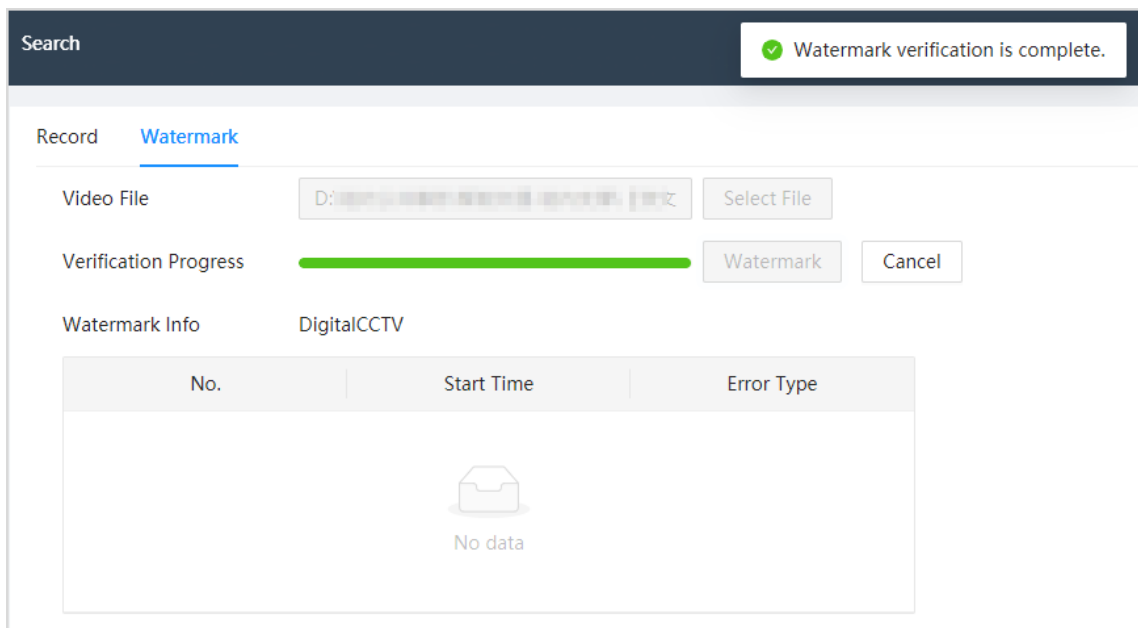 Search
Watermark verification is complete.
Record Watermark
Video File D: Select File
Verification Progress Watermark Cancel
Watermark Info DigitalCCTV
No. Start Time Error Type
No data